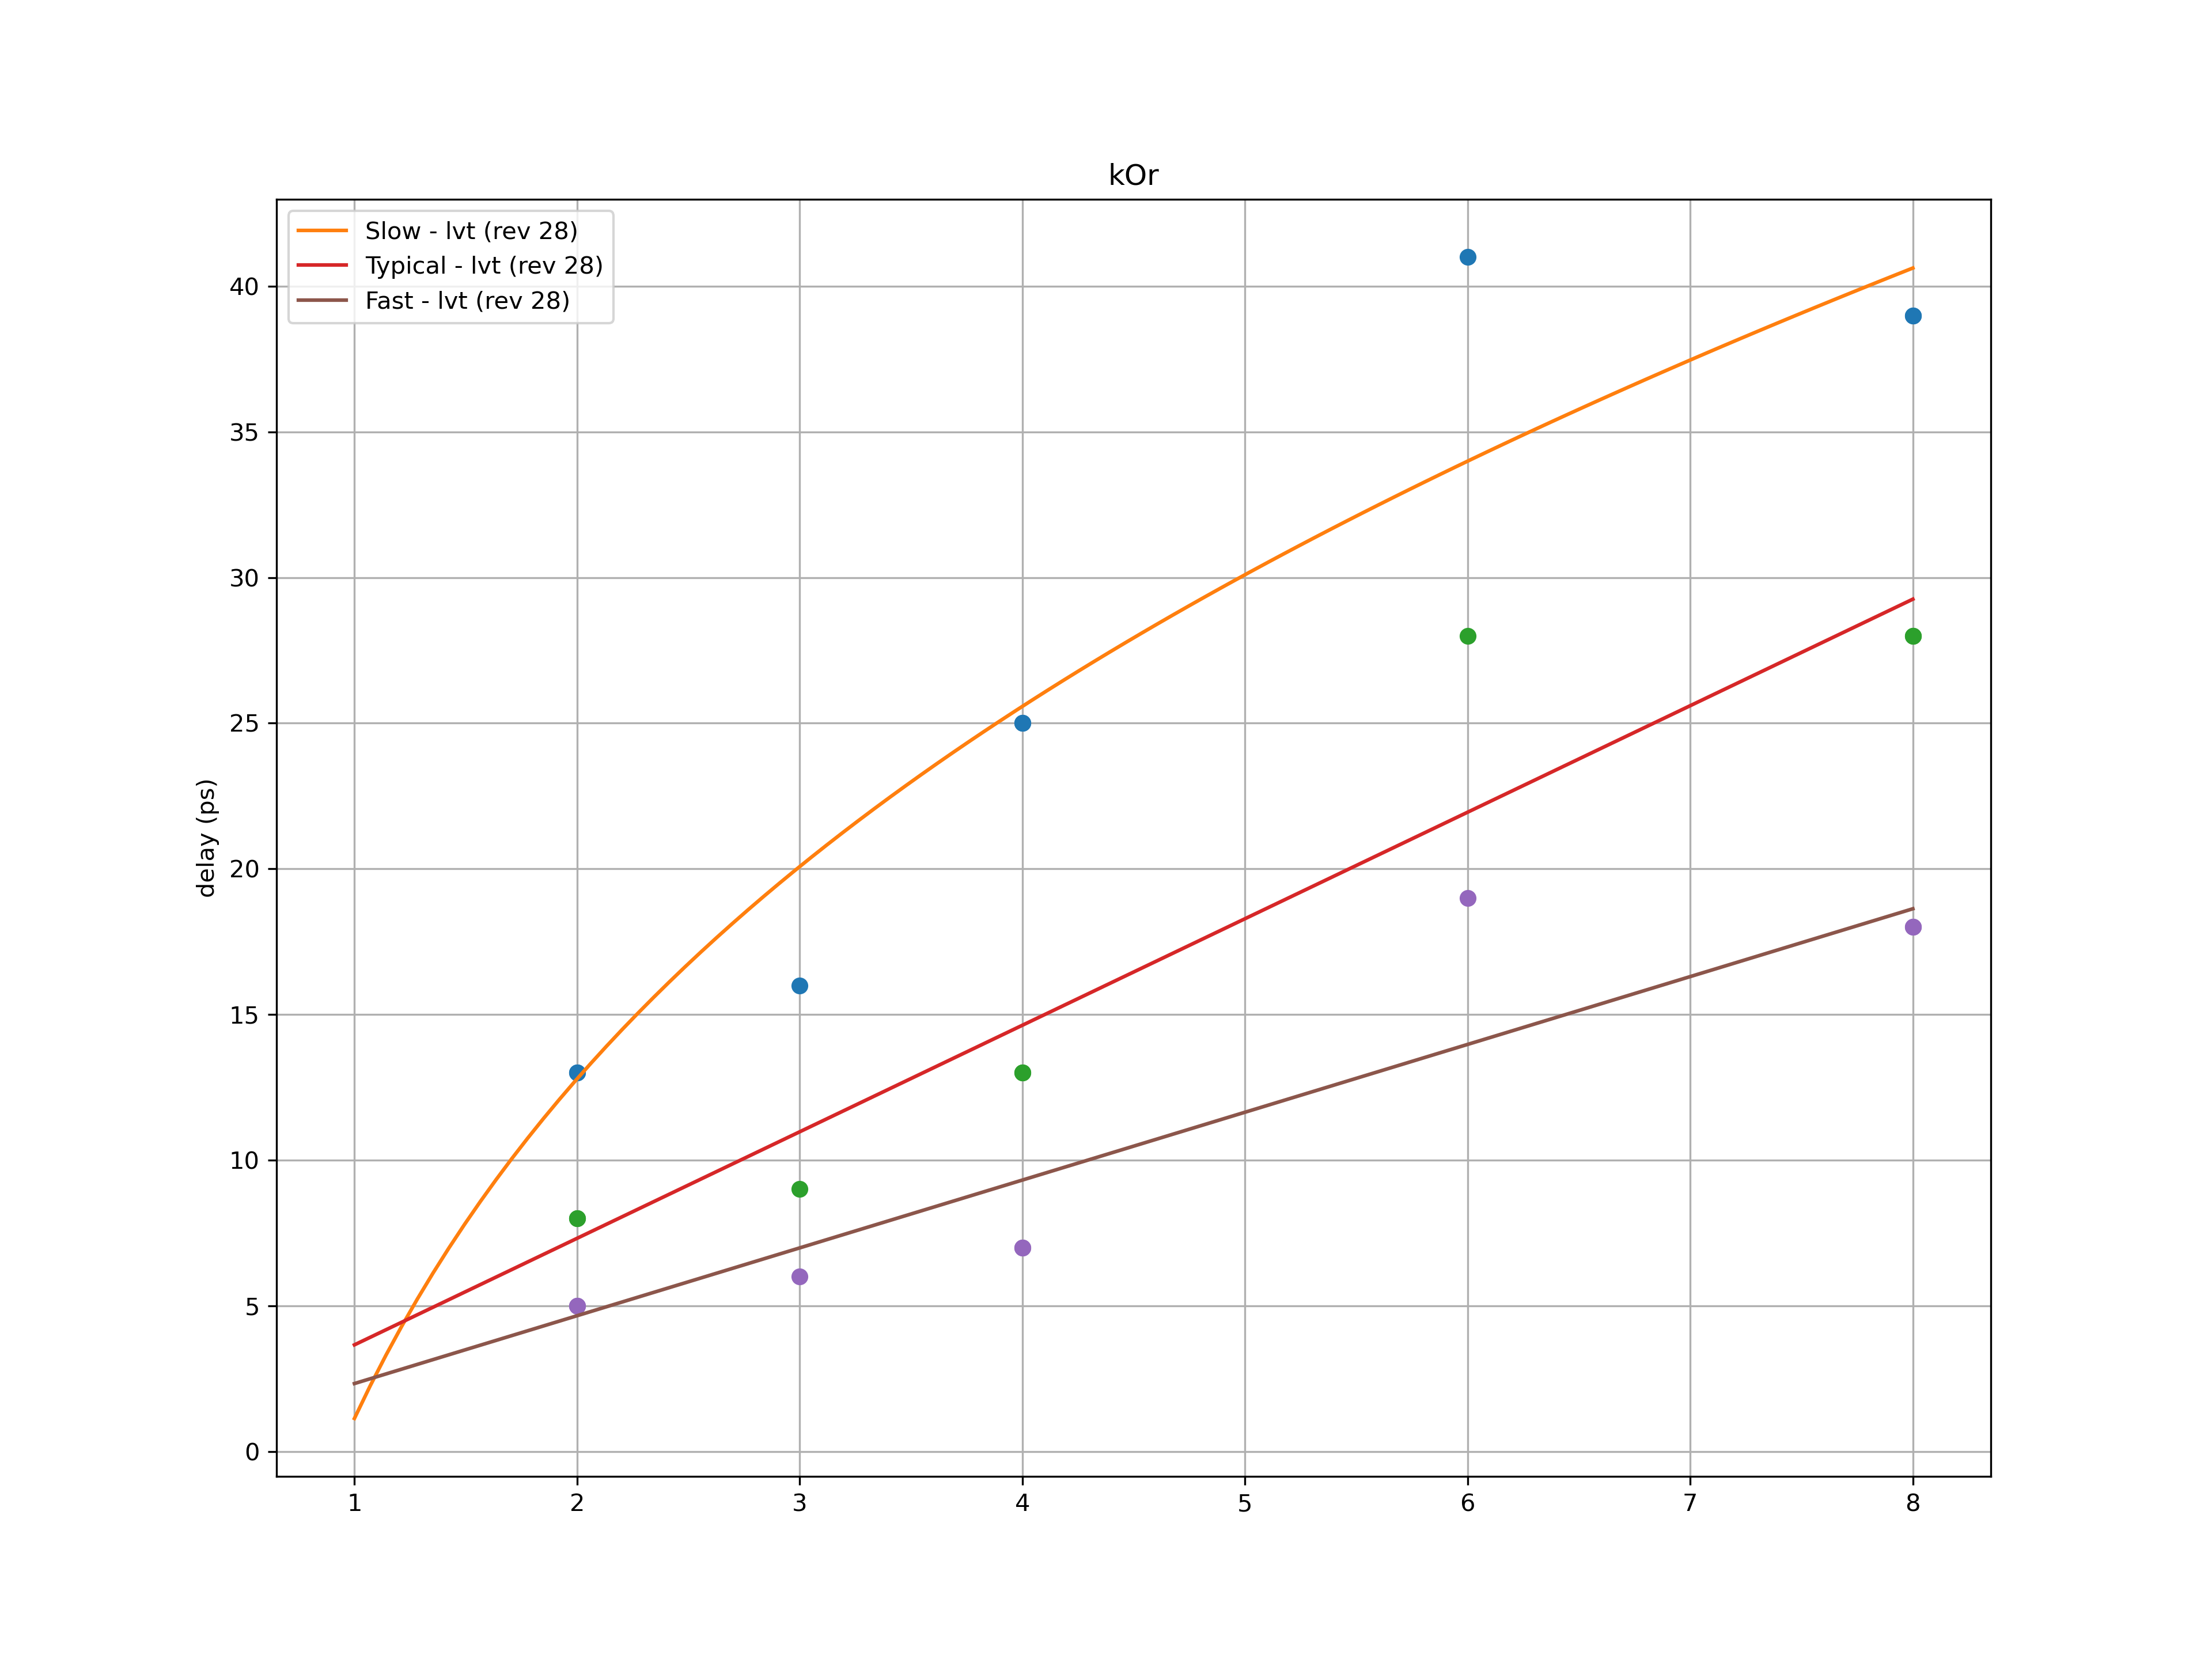 kOr
Slow - lvt (rev 28)
Typical - lvt (rev 28)
Fast - lvt (rev 28)
40
35
30
25
20
15
10
5
0
delay (ps)
1 2 3 4 5 6 7 8